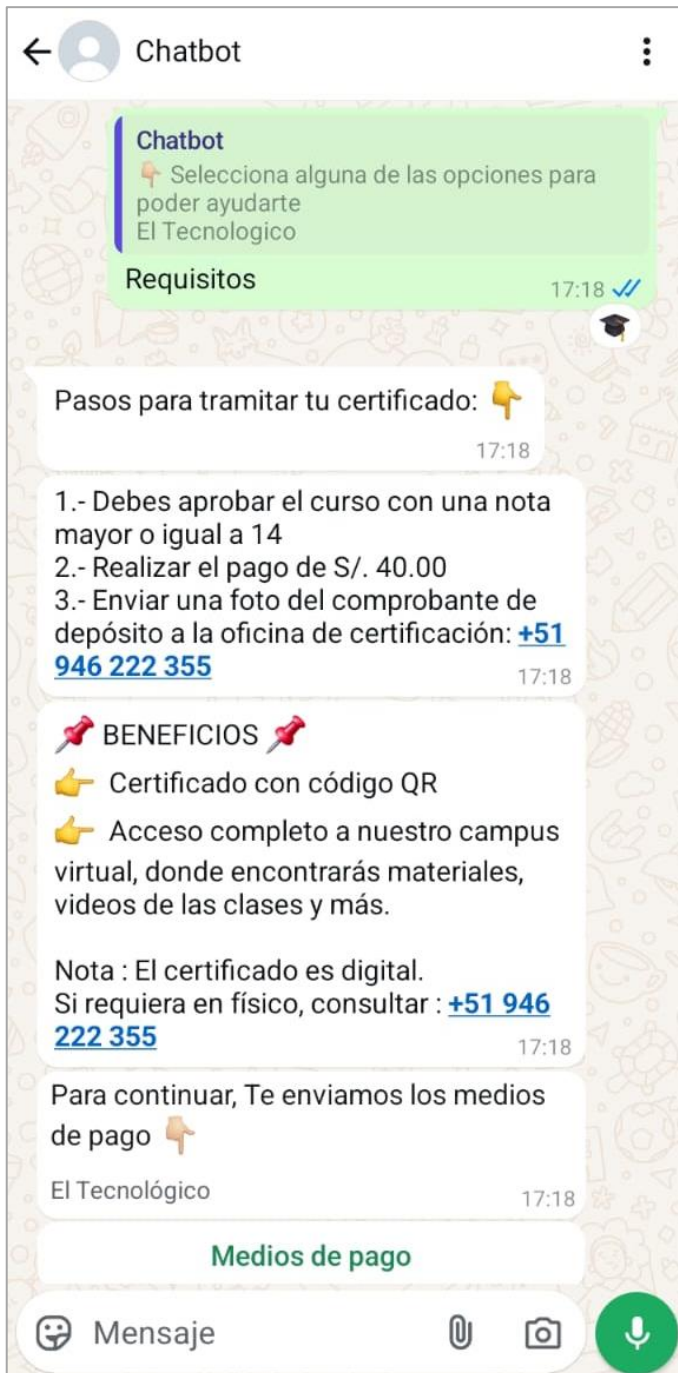 Chatbot
Chatbot
👇🏻 Selecciona alguna de las opciones para
poder ayudarte
El Tecnologico
Requisitos
17:18
Pasos para tramitar tu certificado: 👇
17:18
1.- Debes aprobar el curso con una nota
mayor o igual a 14
2.- Realizar el pago de S/. 40.00
3.- Enviar una foto del comprobante de
depósito a la oficina de certificación: +51
946 222 355
17:18
📌 BENEFICIOS 📌
👉 Certificado con código QR
👉 Acceso completo a nuestro campus
virtual, donde encontrarás materiales,
videos de las clases y más.
Nota : El certificado es digital.
Si requiera en físico, consultar : +51 946
222 355
17:18
Para continuar, Te enviamos los medios
de pago 👇🏻
El Tecnológico
17:18
Medios de pago
Mensaje